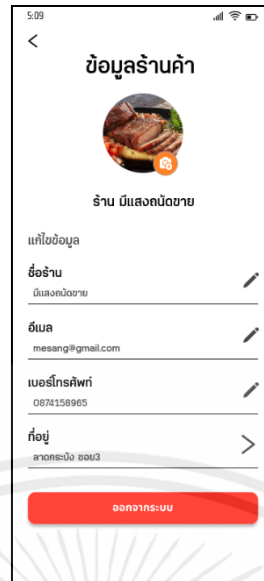 5:09
ข้อมูลร้านค้า
ร้าน มีแสงถนัดขาย
แก้ไขข้อมูล
ชื่อร้าน
มีแสงถนัดขาย
อีเมล
mesang@gmail.com
เบอร์โทรศัพท์
0874158965
ที่อยู่
ลาดกระบัง ซอย3
ออกจากระบบ